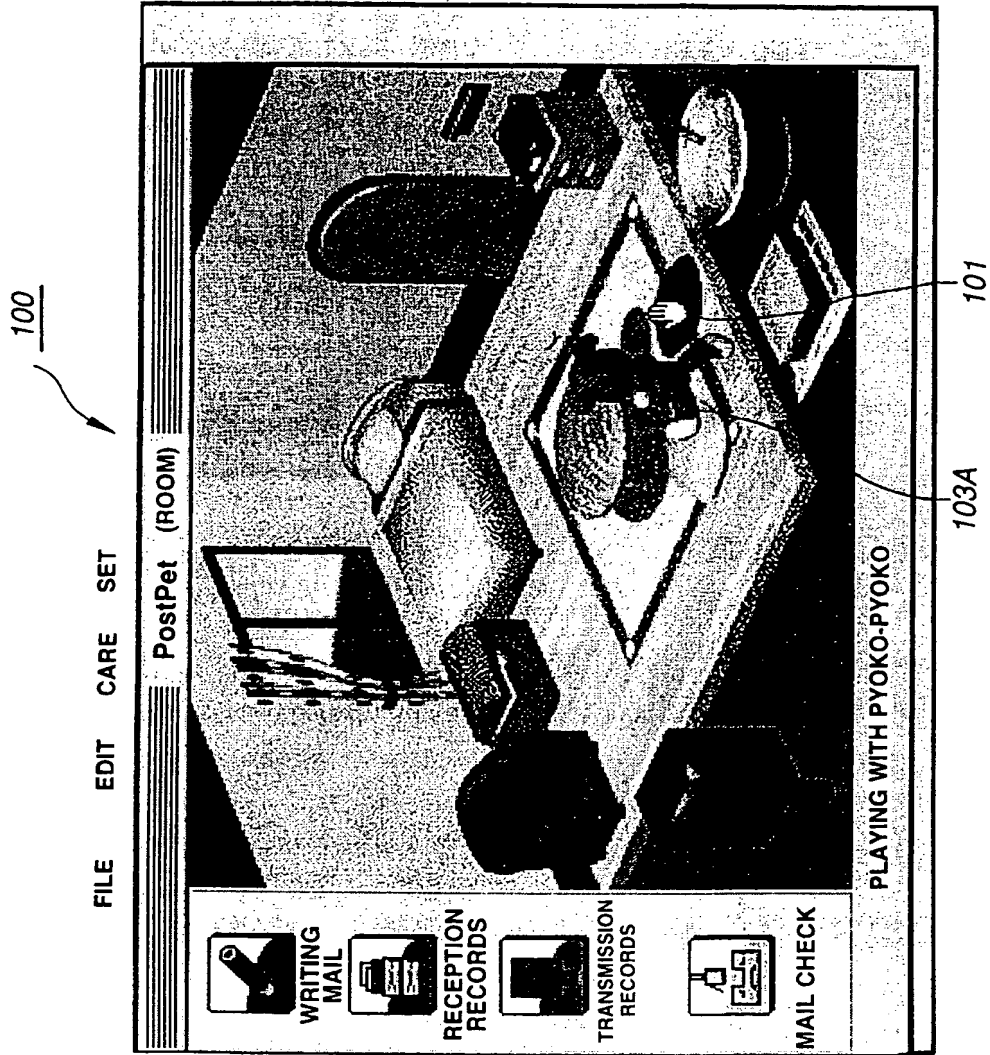 100
FILE EDIT CARE SET
PostPet (ROOM)
WRITING
MAIL
RECEPTION
RECORDS
TRANSMISSION
RECORDS
MAIL CHECK
PLAYING WITH PYOKO-PYOKO
103A
101